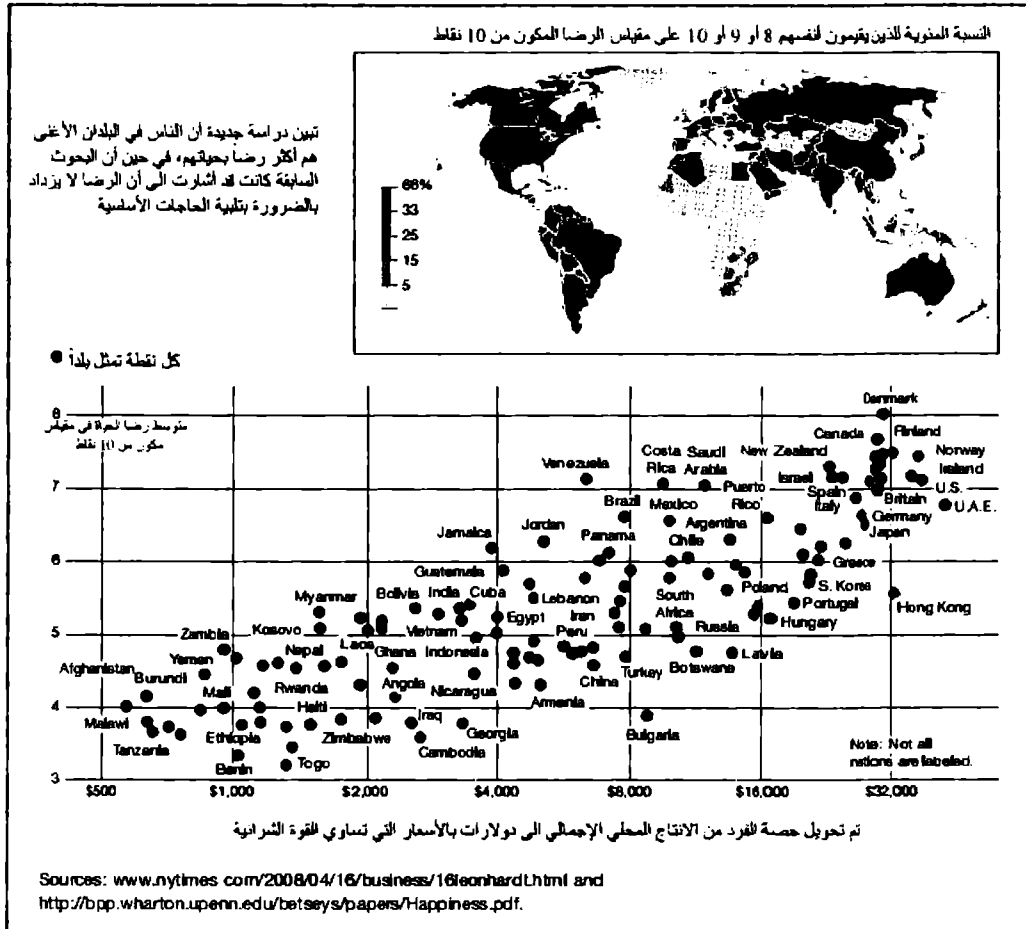 النسبة المئوية للذين يقيمون أنفسهم 8 أو 9 أو 10 على مقياس الرضا المكون من 10 نقاط
تبين دراسة جديدة أن الناس في البلدان الأغنى
هم أكثر رضاً بحياتهم، في حين أن البحوث
السابقة كانت قد أشارت الى أن الرضا لا يزداد
بالضرورة بتلبية الحاجات الأساسية
66%
33
25
15
5
كل نقطة تمثل بلداً
متوسط رضا الحياة في مقياس
مكون من 10 نقاط
8
7
6
5
4
3
Denmark
Canada
Finland
New Zealand
Norway
Costa Rica
Saudi Arabia
Venezuela
Israel
Ireland
U.S.
Puerto Rico
Spain
Italy
Britain
U.A.E.
Brazil
Mexico
Germany
Japan
Jamaica
Jordan
Panama
Argentina
Chile
Greece
Guatemala
Myanmar
Bolivia
India
Cuba
Lebanon
Iran
South Africa
Poland
S. Korea
Portugal
Hong Kong
Egypt
Hungary
Zambia
Kosovo
Laos
Vietnam
Russia
Yemen
Nepal
Ghana
Indonesia
Peru
Latvia
Afghanistan
Burundi
Mali
Rwanda
Angola
Nicaragua
China
Turkey
Botswana
Armenia
Malawi
Haiti
Iraq
Georgia
Bulgaria
Tanzania
Ethiopia
Zimbabwe
Cambodia
Benin
Togo
Note: Not all
nations are labeled.
$500 $1,000 $2,000 $4,000 $8,000 $16,000 $32,000
تم تحويل حصة الفرد من الانتاج المحلي الإجمالي الى دولارات بالأسعار التي تساوي القوة الشرائية
Sources: www.nytimes.com/2008/04/16/business/16leonhardt.html and
http://bpp.wharton.upenn.edu/betseys/papers/Happiness.pdf.